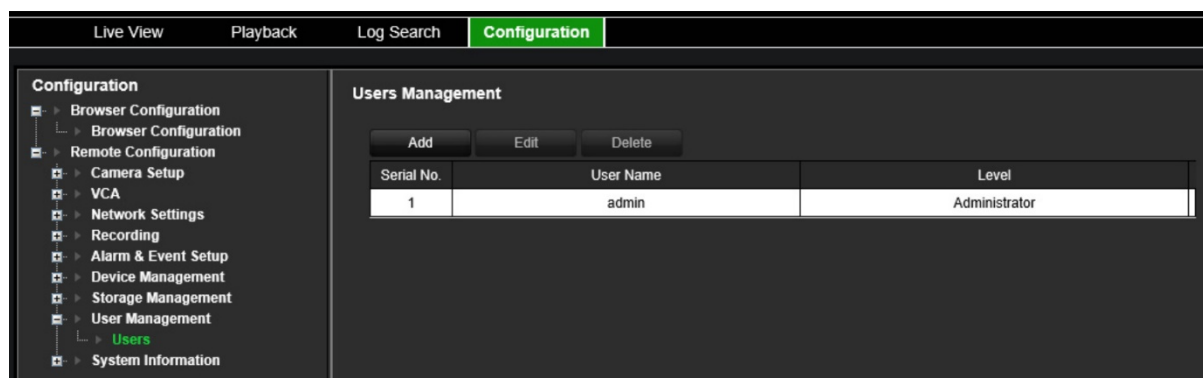 Live View Playback Log Search Configuration
Configuration
Browser Configuration
Browser Configuration
Remote Configuration
Camera Setup
VCA
Network Settings
Recording
Alarm & Event Setup
Device Management
Storage Management
User Management
Users
System Information
Users Management
Add Edit Delete
Serial No. User Name Level
1 admin Administrator